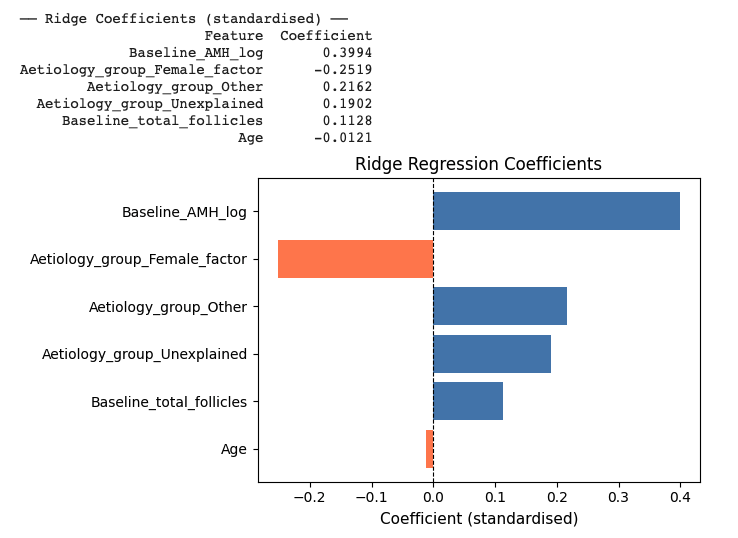 ── Ridge Coefficients (standardised) ──
Feature  Coefficient
Baseline_AMH_log       0.3994
Aetiology_group_Female_factor      -0.2519
Aetiology_group_Other       0.2162
Aetiology_group_Unexplained       0.1902
Baseline_total_follicles       0.1128
Age      -0.0121
Ridge Regression Coefficients
Baseline_AMH_log
Aetiology_group_Female_factor
Aetiology_group_Other
Aetiology_group_Unexplained
Baseline_total_follicles
Age
−0.2 −0.1 0.0 0.1 0.2 0.3 0.4
Coefficient (standardised)